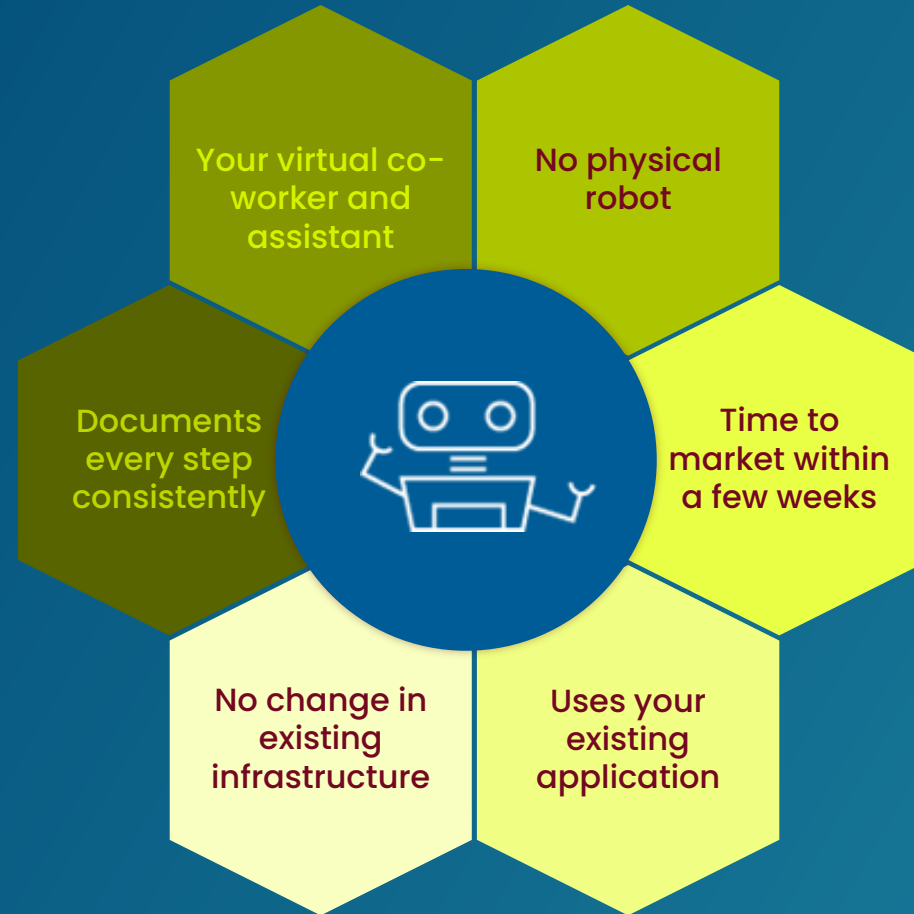 Your virtual co-
worker and
assistant
No physical
robot
Documents
every step
consistently
Time to
market within
a few weeks
No change in
existing
infrastructure
Uses your
existing
application